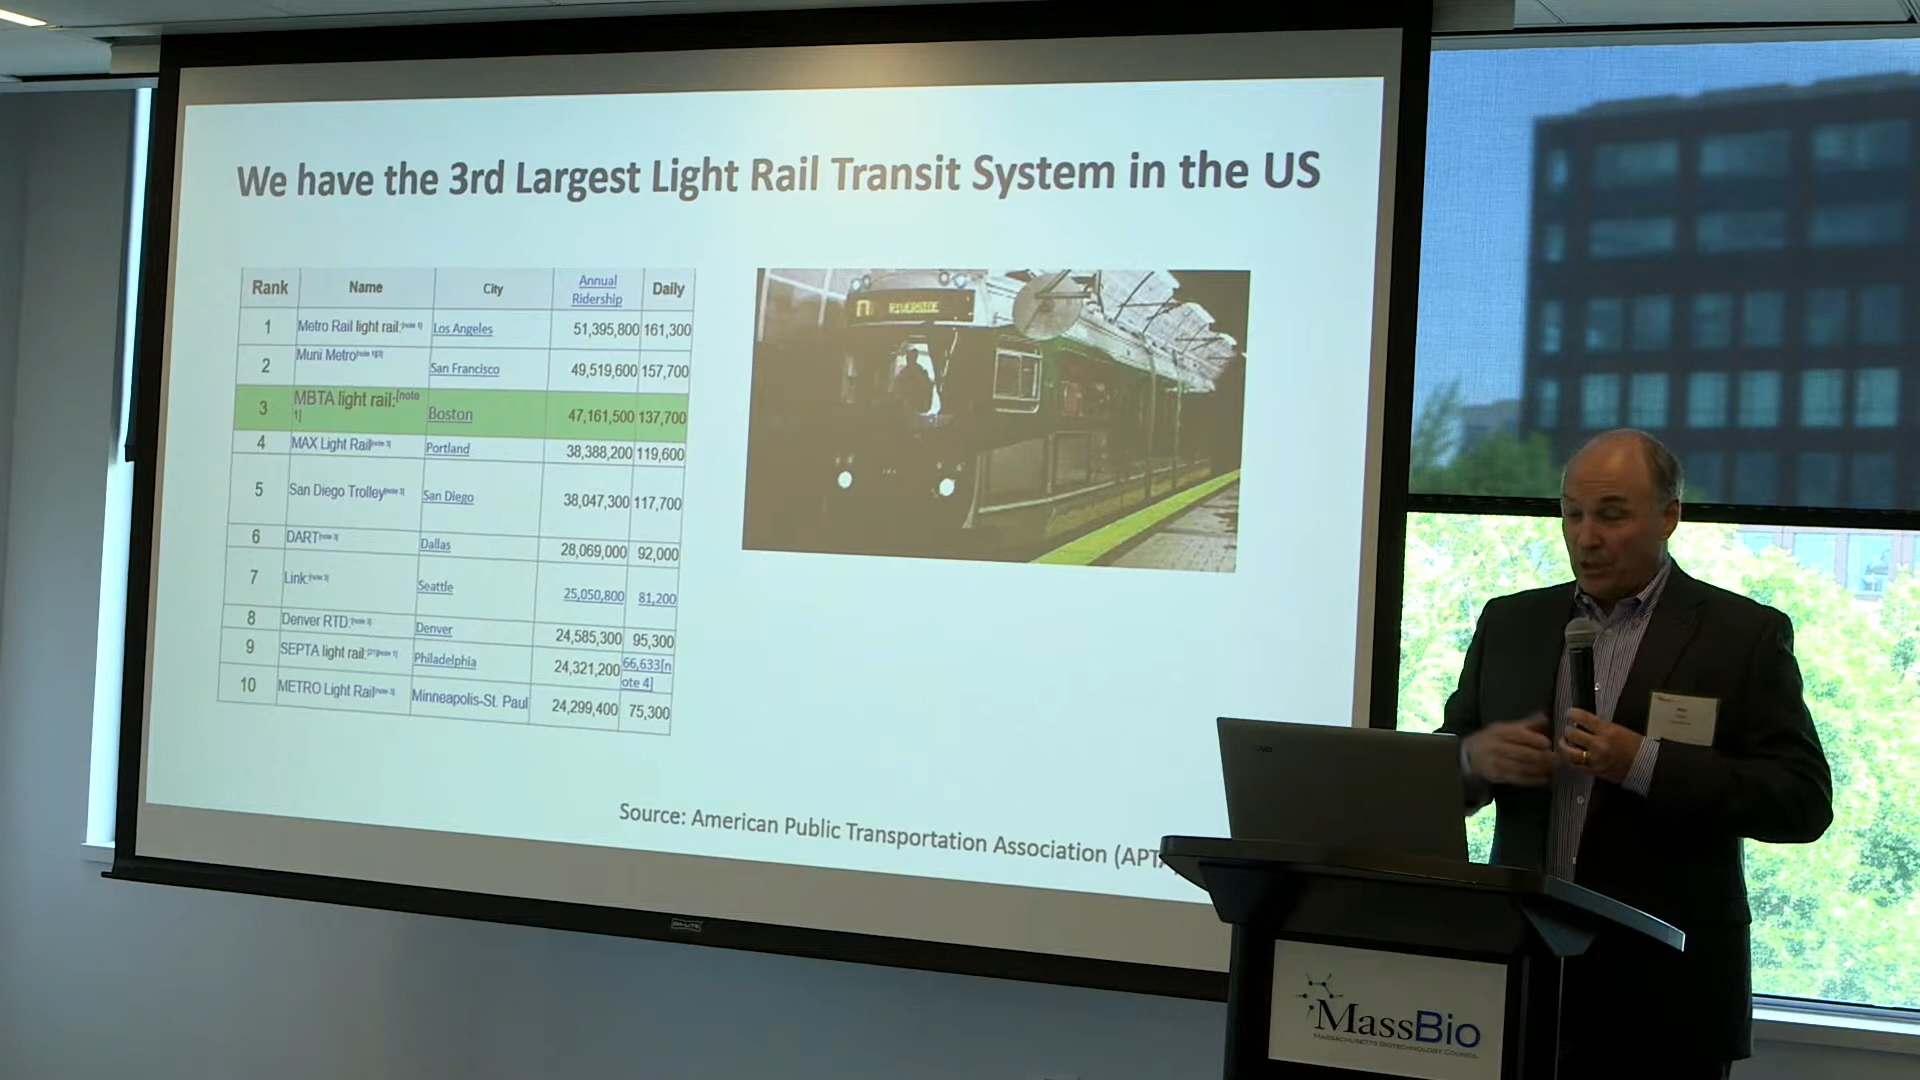 We have the 3rd Largest Light Rail Transit System in the US
Rank Name City Annual Ridership Daily
1 Metro Rail light rail:[note 1] Los Angeles 51,395,800 161,300
2 Muni Metro[note 1][3] San Francisco 49,519,600 157,700
3 MBTA light rail:[note 1] Boston 47,161,500 137,700
4 MAX Light Rail[note 3] Portland 38,388,200 119,600
5 San Diego Trolley[note 3] San Diego 38,047,300 117,700
6 DART[note 3] Dallas 28,069,000 92,000
7 Link:[note 3] Seattle 25,050,800 81,200
8 Denver RTD:[note 3] Denver 24,585,300 95,300
9 SEPTA light rail:[21][note 1] Philadelphia 24,321,200 66,633[note 4]
10 METRO Light Rail[note 3] Minneapolis-St. Paul 24,299,400 75,300
RIVERSIDE
Source: American Public Transportation Association (APT
DA-LITE
MassBio
MASSACHUSETTS BIOTECHNOLOGY COUNCIL